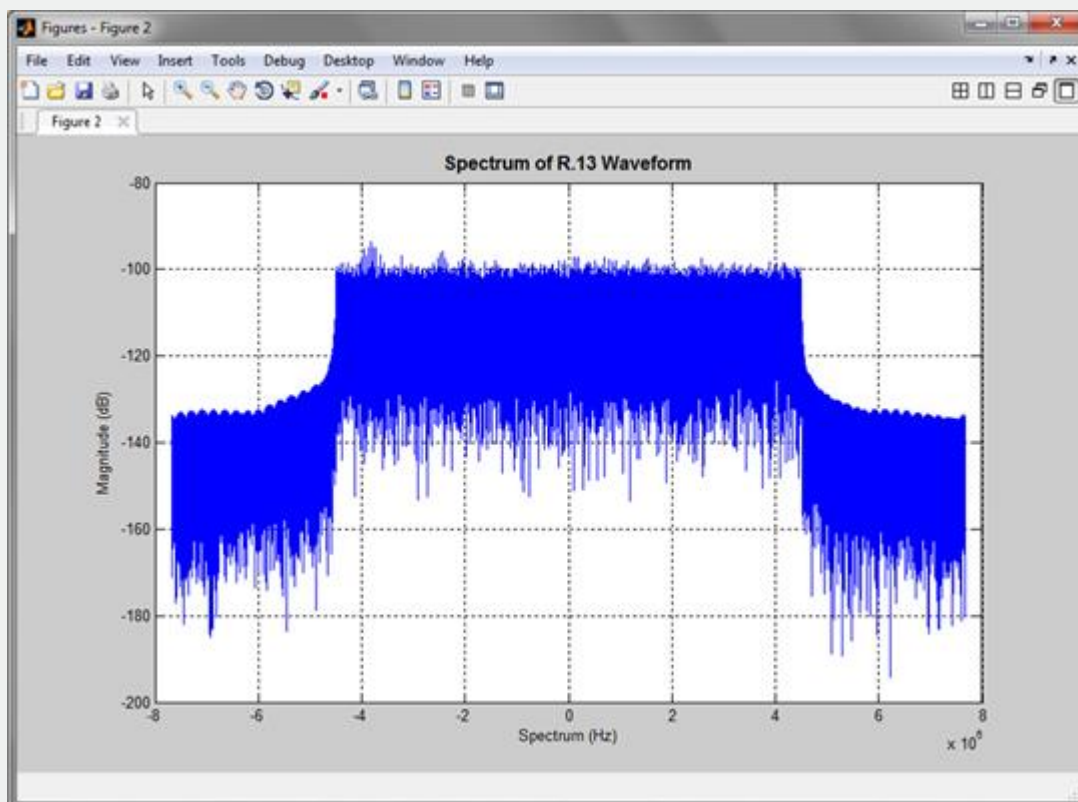 Figures - Figure 2
File Edit View Insert Tools Debug Desktop Window Help
Figure 2
Spectrum of R.13 Waveform
Magnitude (dB)
-80
-100
-120
-140
-160
-180
-200
-8 -6 -4 -2 0 2 4 6 8
Spectrum (Hz)
x 10⁶